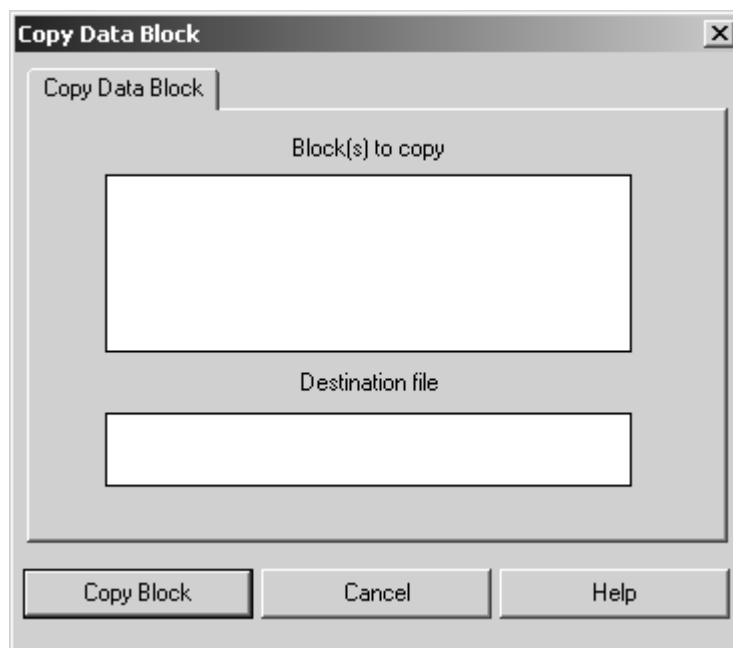 Copy Data Block
Copy Data Block
Block(s) to copy
Destination file
Copy Block
Cancel
Help